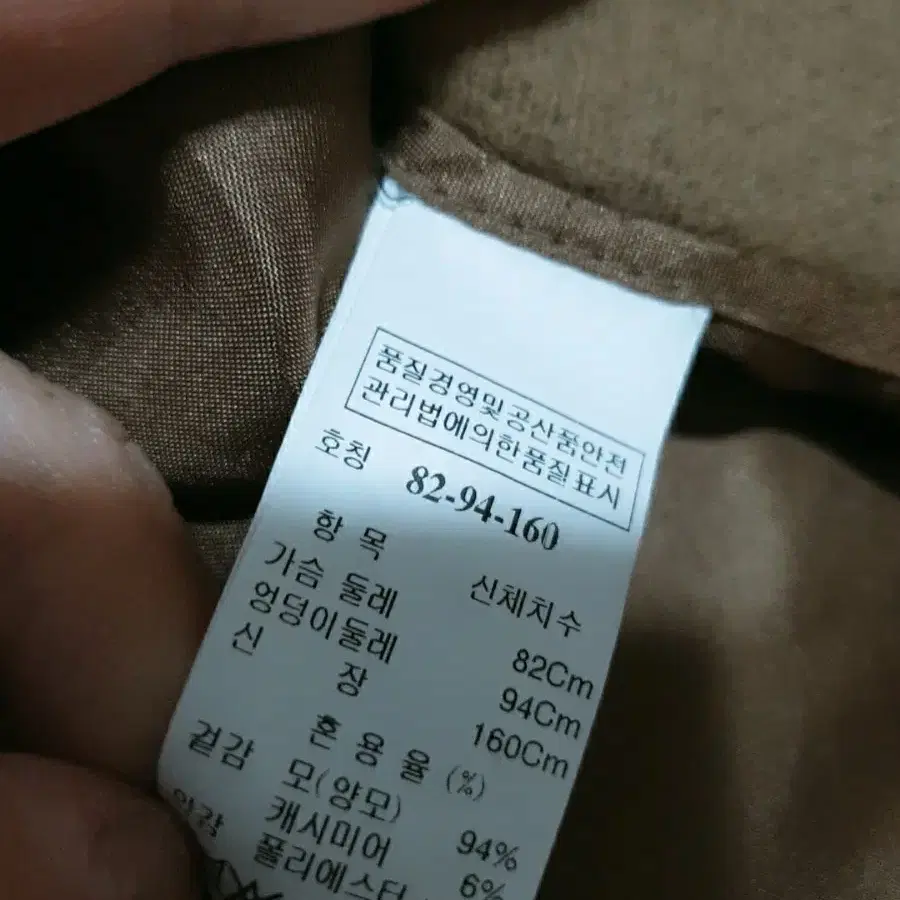 품질경영및공산품안전
관리법에의한품질표시
호칭 82-94-160
항 목 신체치수
가슴 둘레 82Cm
엉덩이둘레 94Cm
신 장 160Cm
혼 용 율 (%)
겉감 모(양모) 94%
캐시미어 6%
안감 폴리에스터